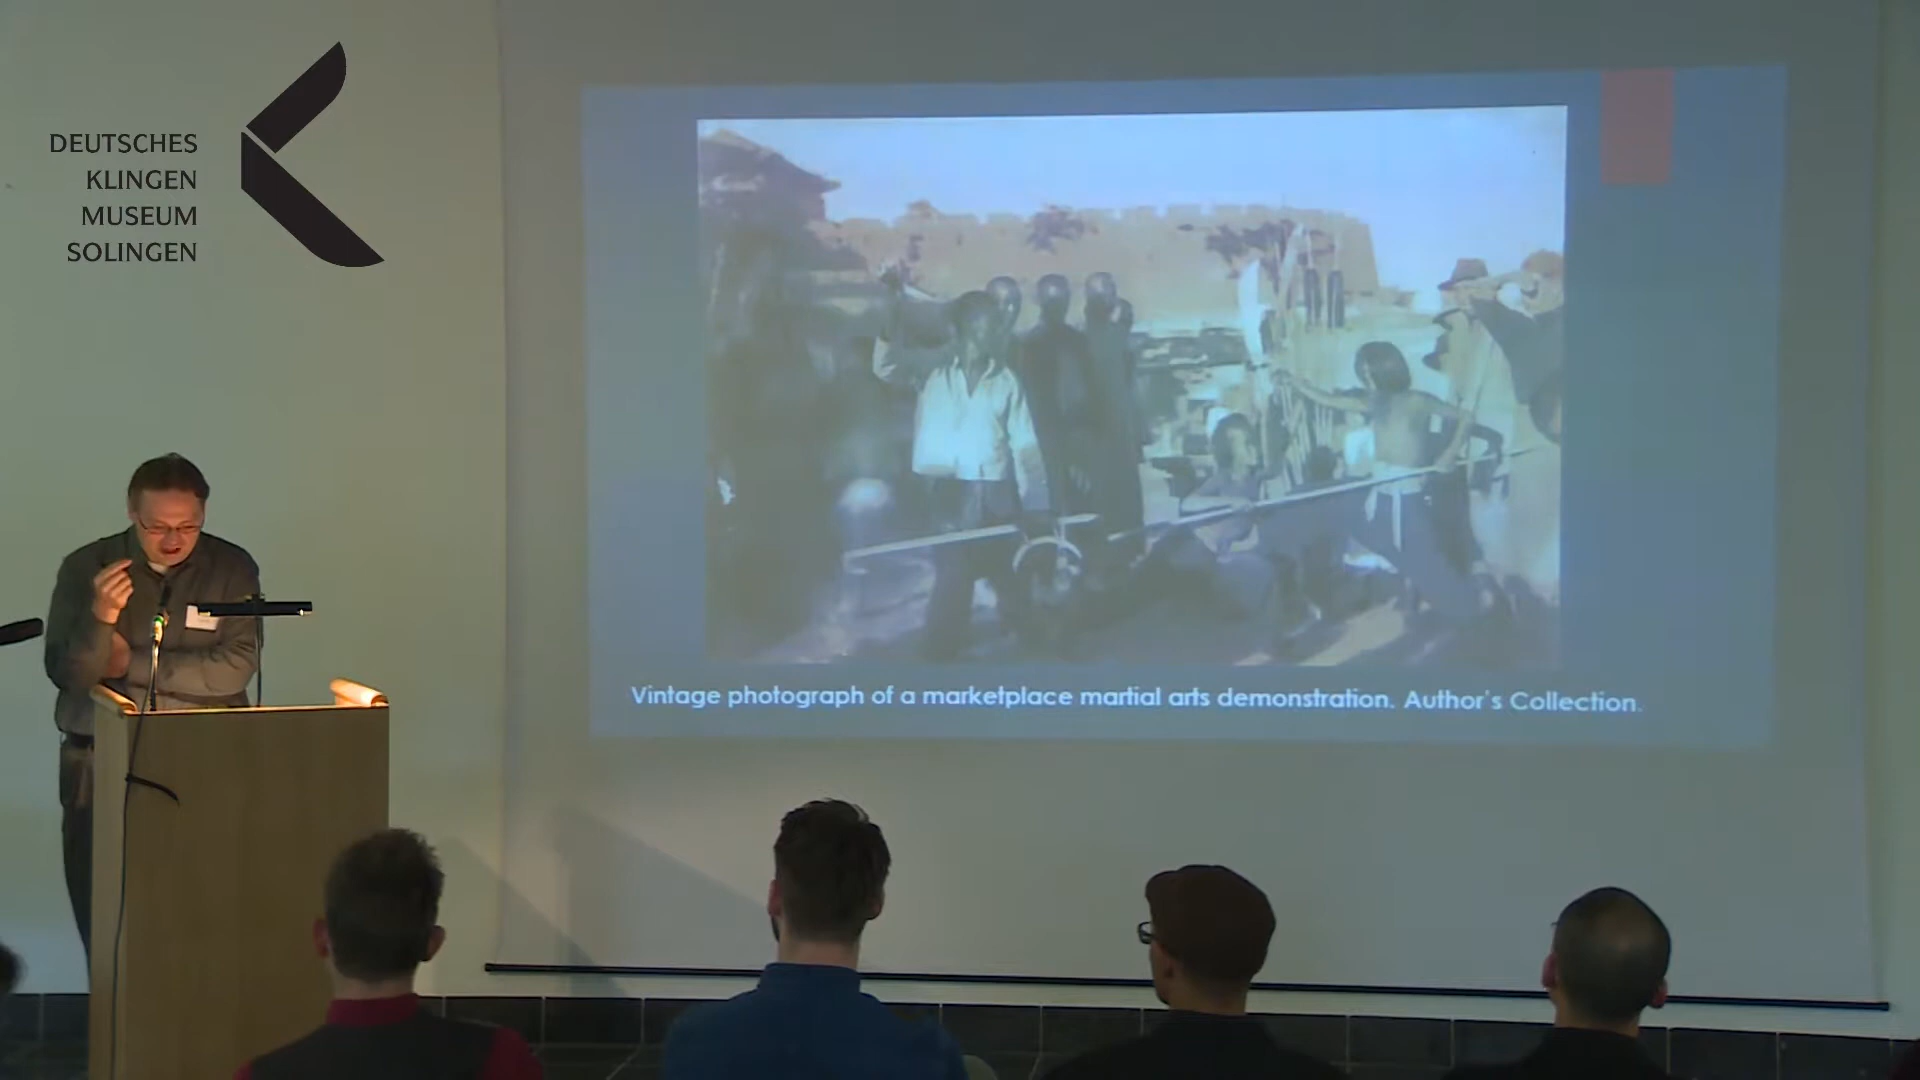 DEUTSCHES
KLINGEN
MUSEUM
SOLINGEN
Vintage photograph of a marketplace martial arts demonstration. Author's Collection.